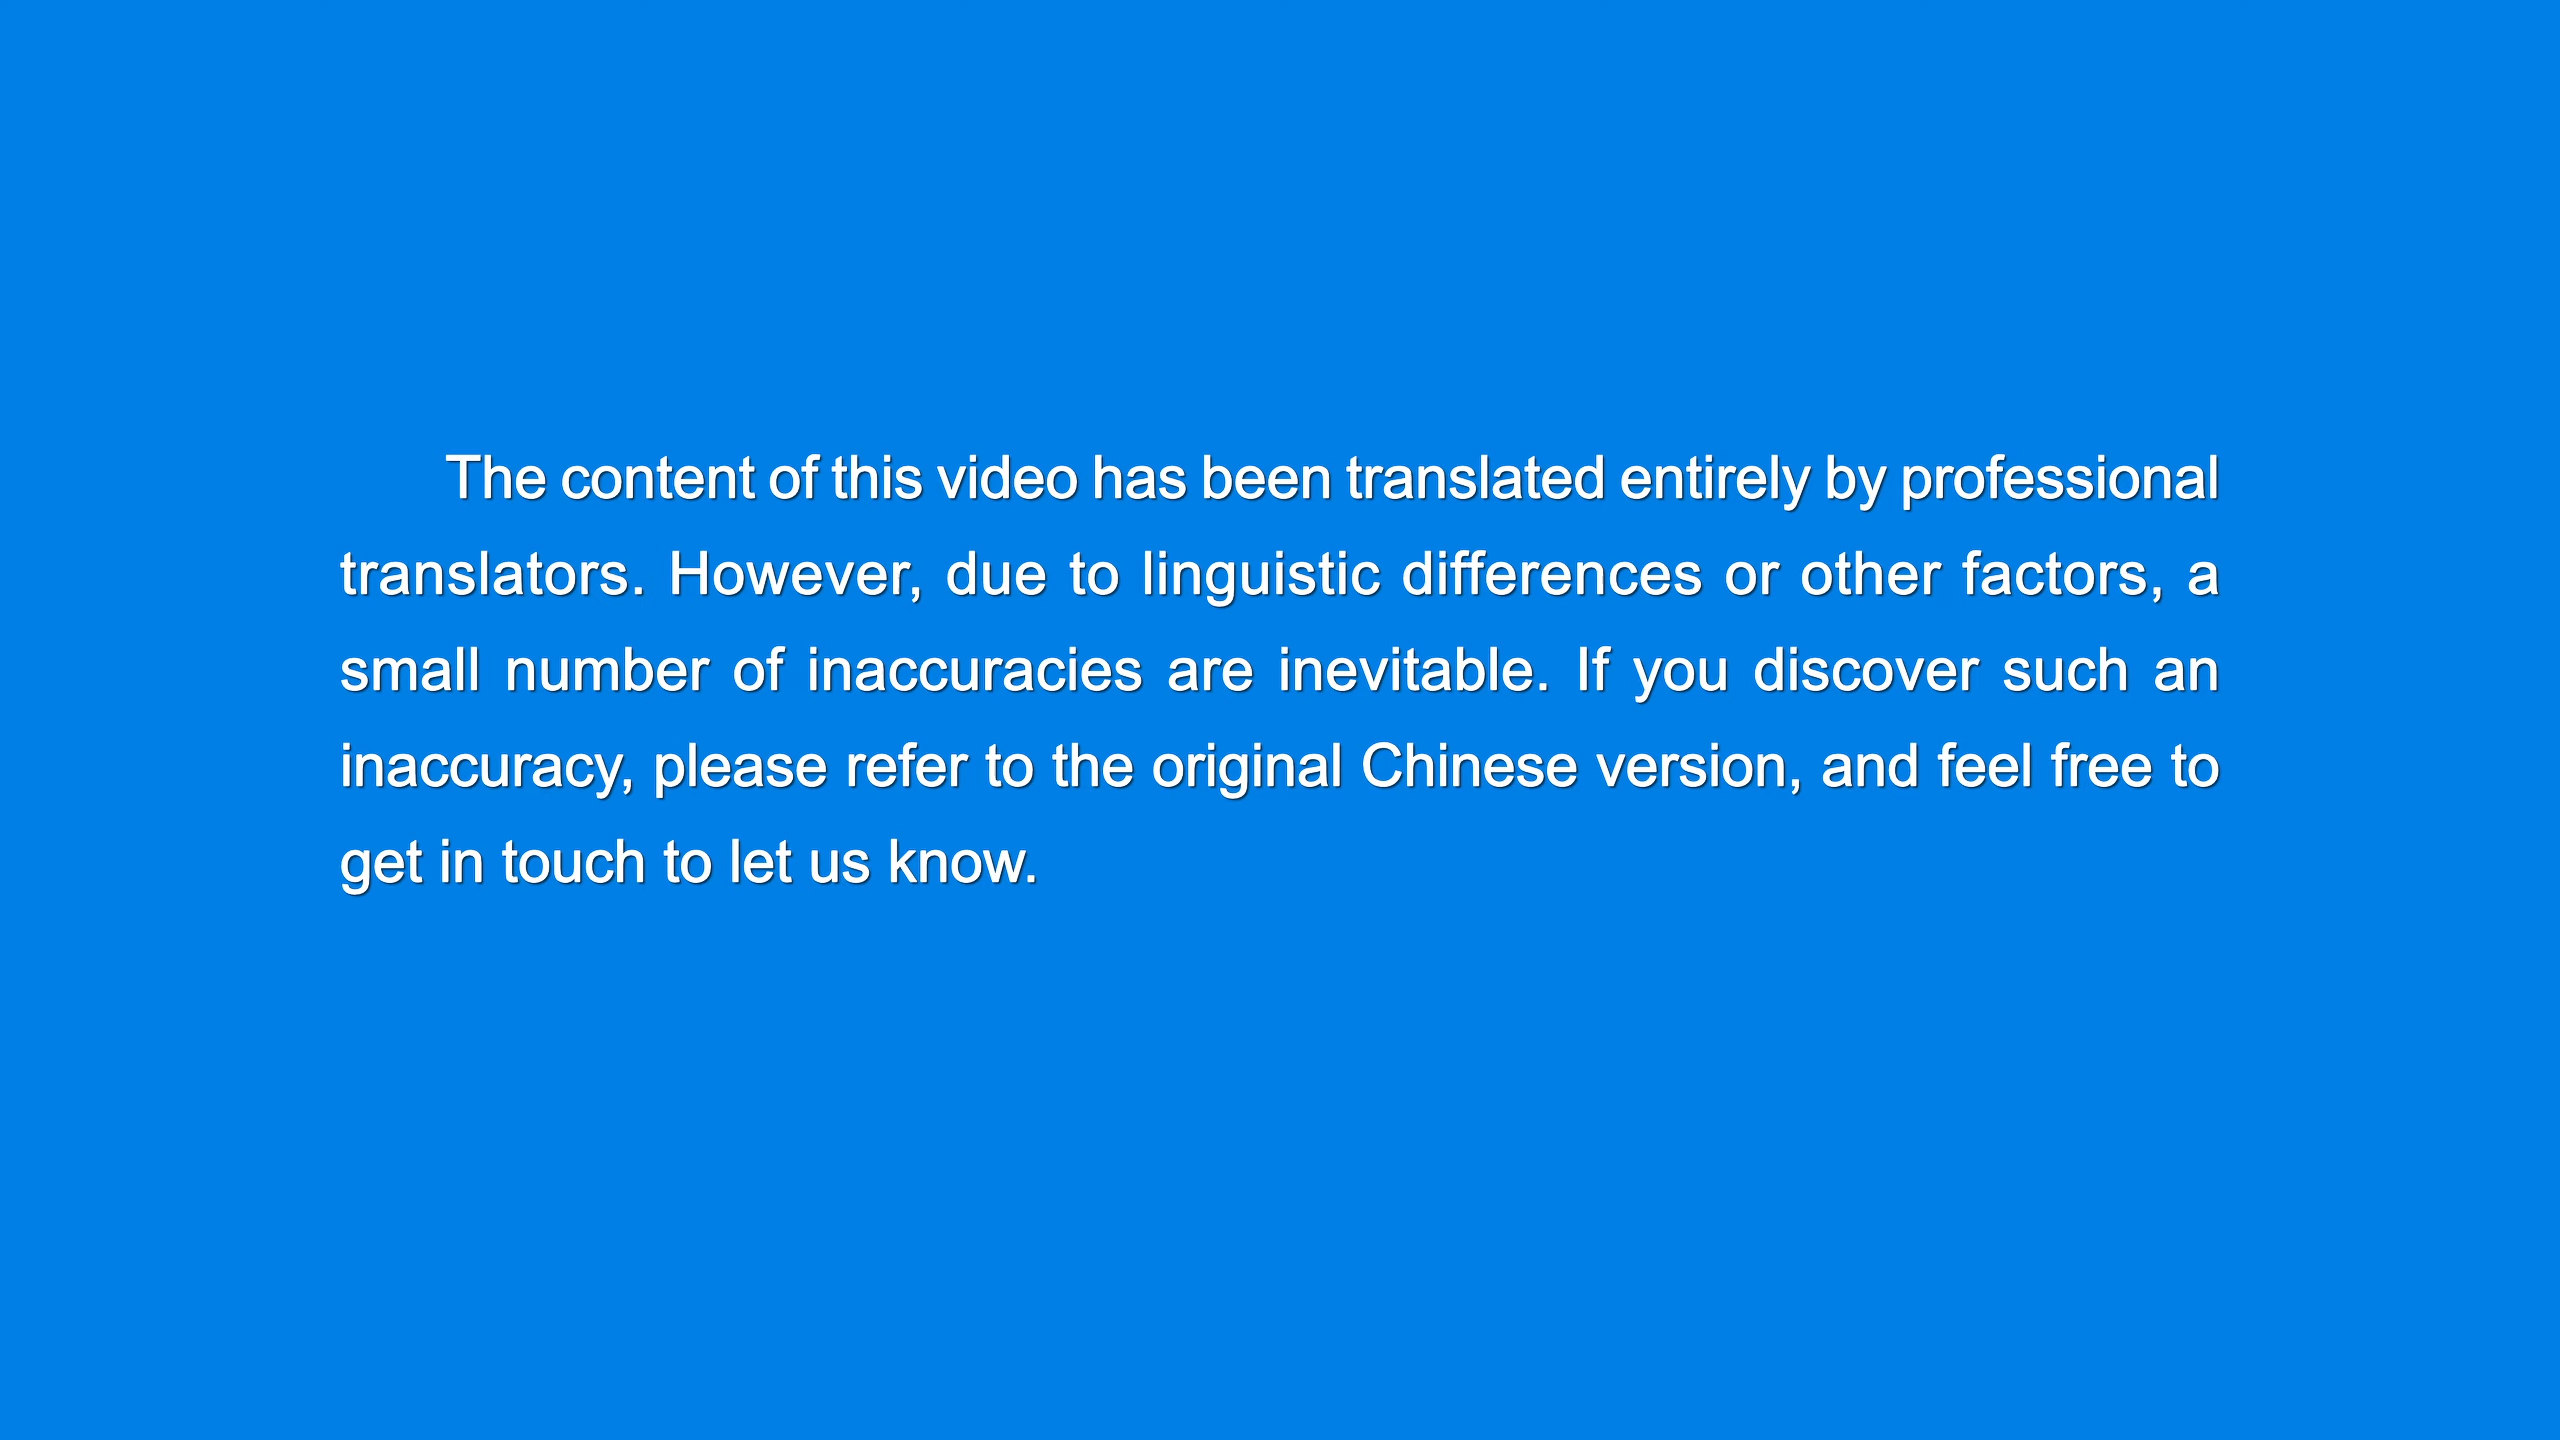 The content of this video has been translated entirely by professional
translators. However, due to linguistic differences or other factors, a
small number of inaccuracies are inevitable. If you discover such an
inaccuracy, please refer to the original Chinese version, and feel free to
get in touch to let us know.